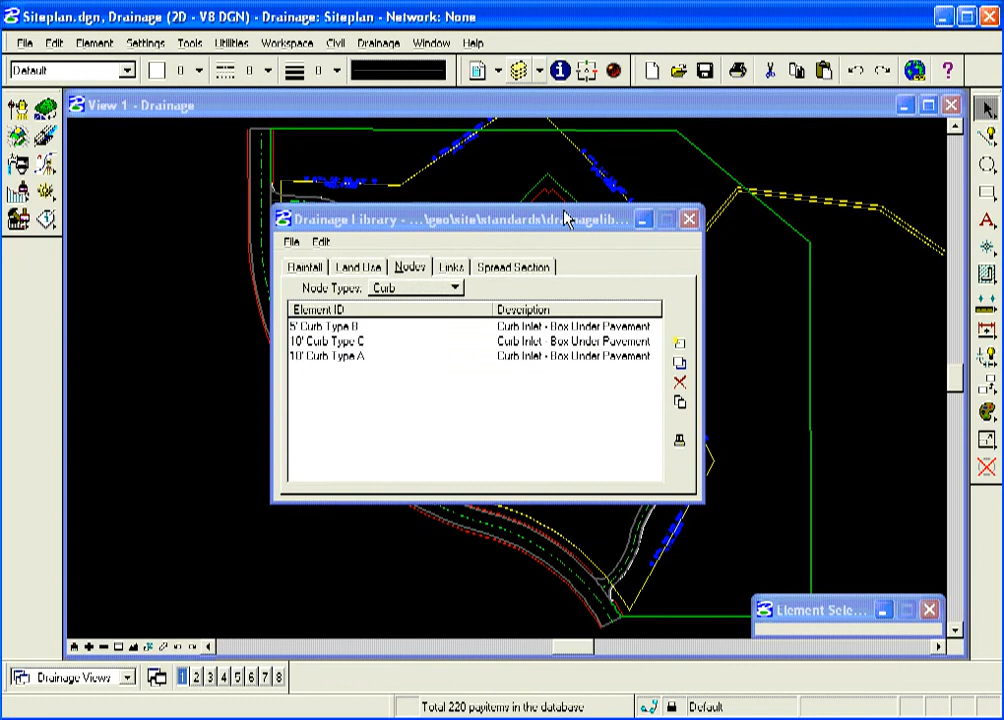 Siteplan.dgn, Drainage (2D - V8 DGN) - Drainage: Siteplan - Network: None
File Edit Element Settings Tools Utilities Workspace Civil Drainage Window Help
Default 0 0 0
View 1 - Drainage
Drainage Library - ...\geo\site\standards\drainagelib...
File Edit
Rainfall Land Use Nodes Links Spread Section
Node Types: Curb
Element ID Description
5' Curb Type B Curb Inlet - Box Under Pavement
10' Curb Type C Curb Inlet - Box Under Pavement
10' Curb Type A Curb Inlet - Box Under Pavement
Element Sele...
Drainage Views 1 2 3 4 5 6 7 8
Total 220 payitems in the database Default